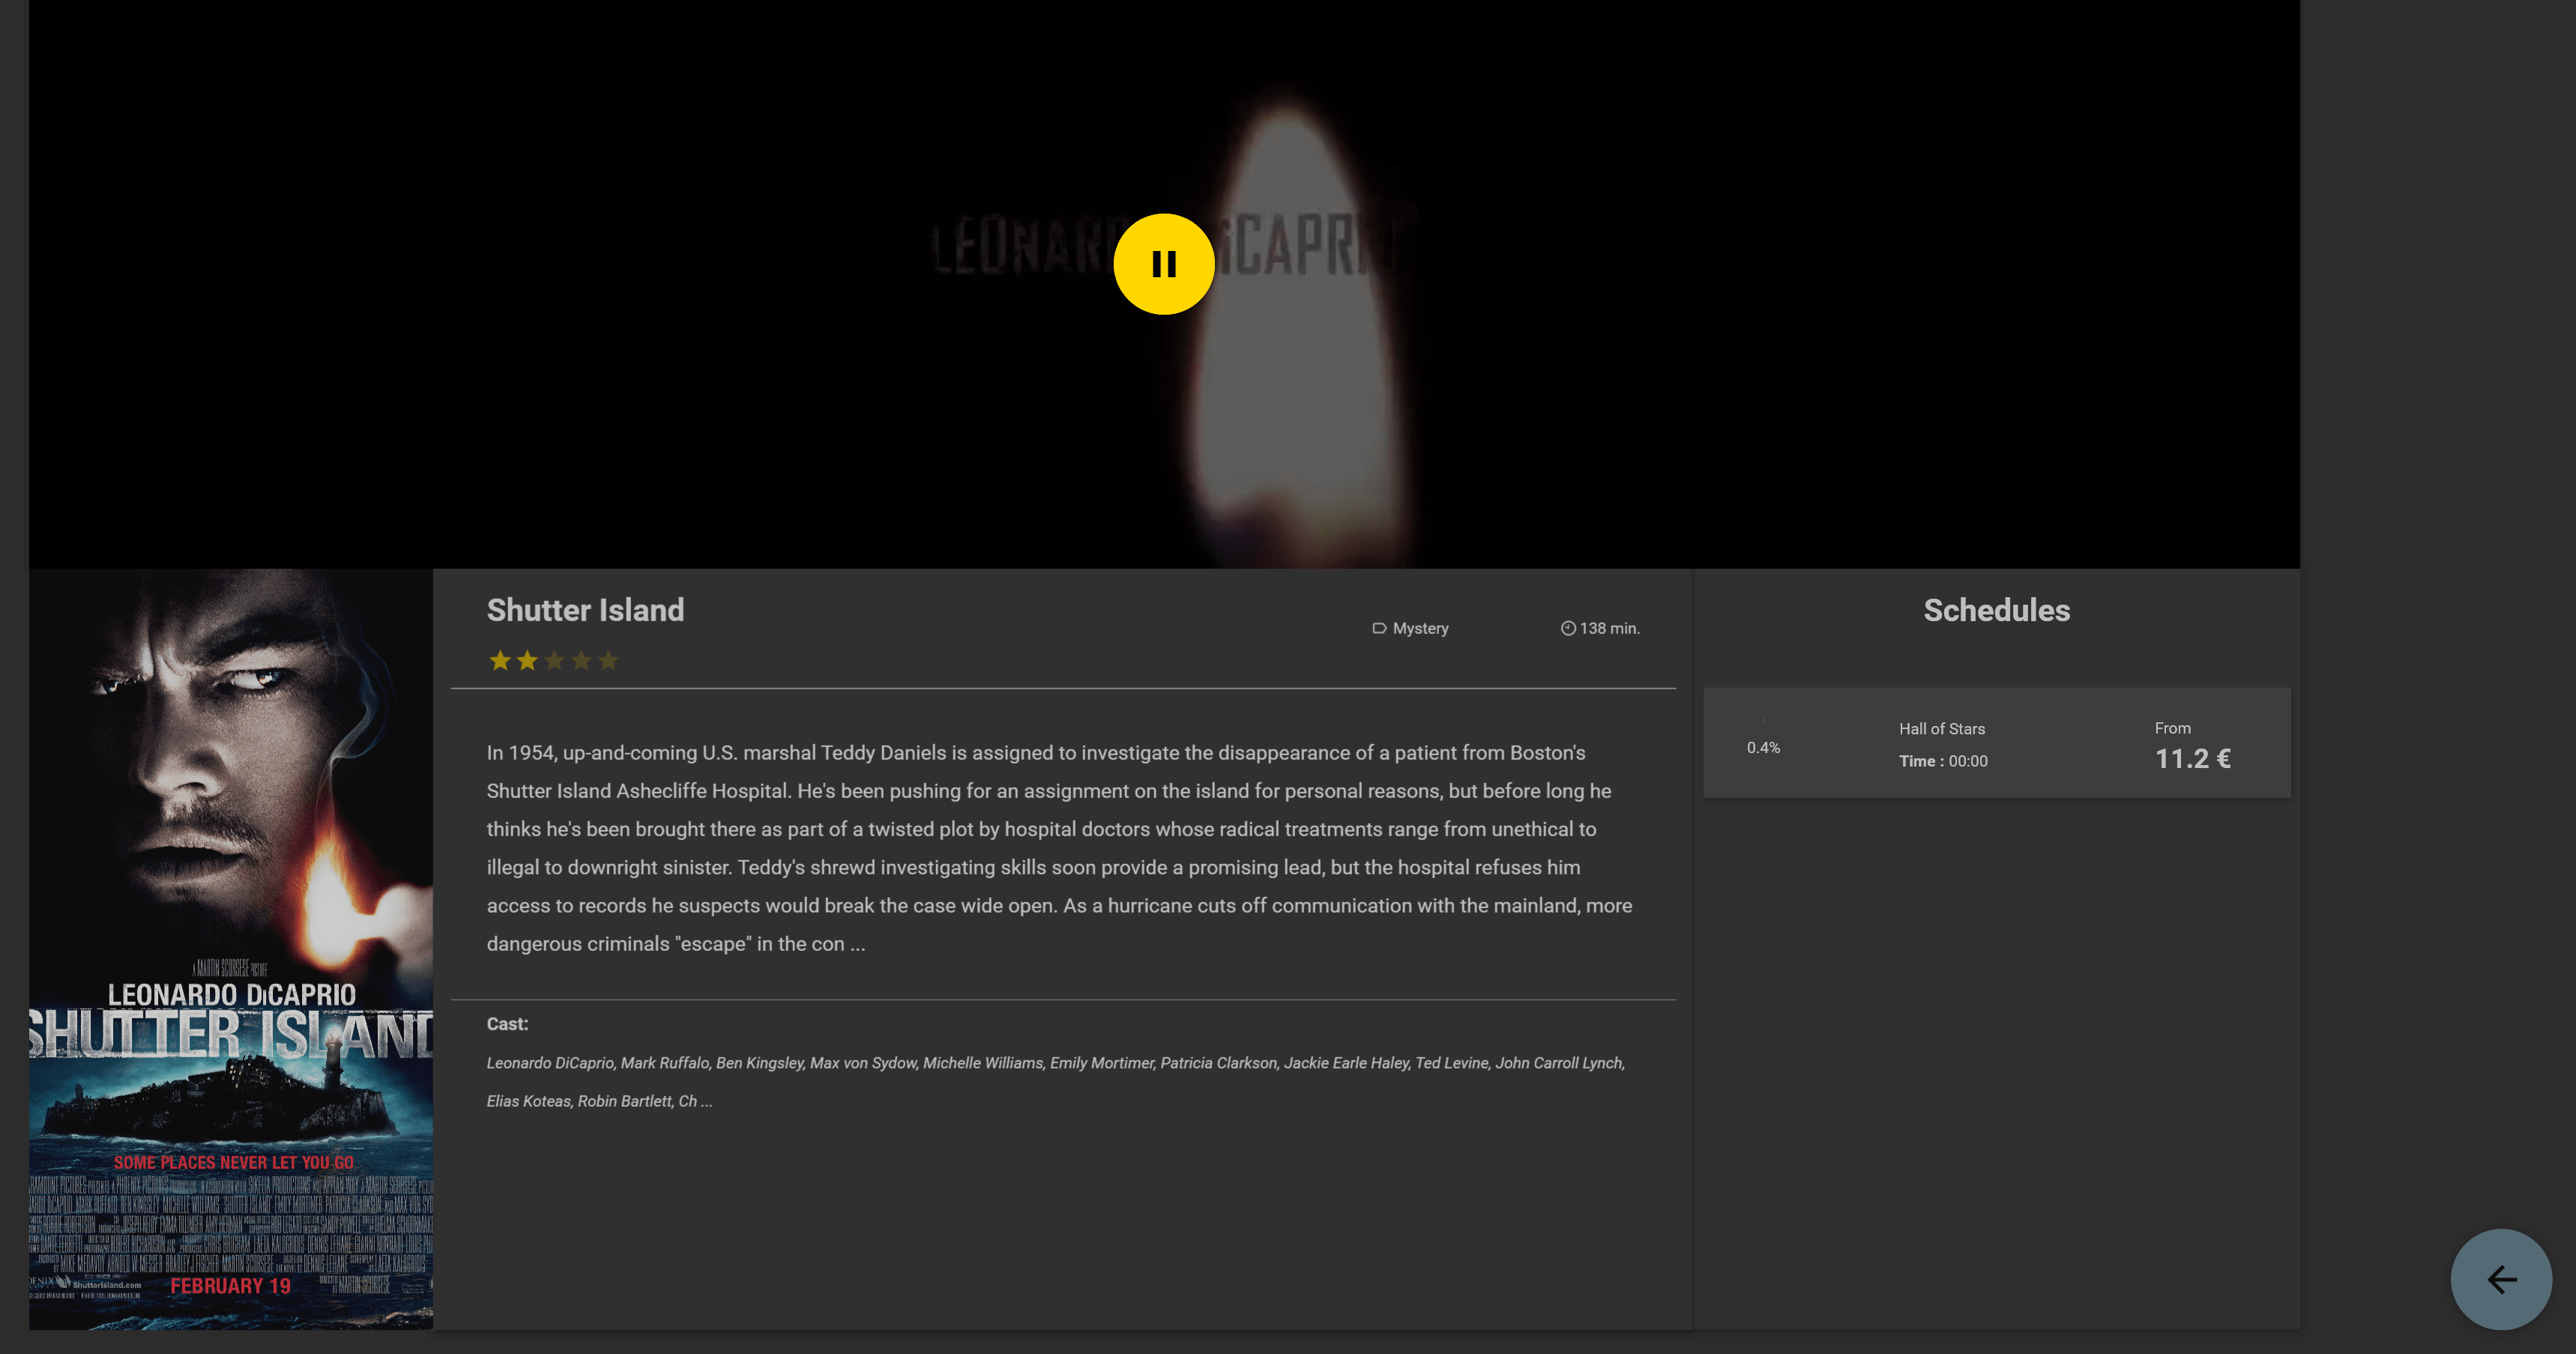 LEONARDO DiCAPRIO
Shutter Island
Mystery
138 min.
In 1954, up-and-coming U.S. marshal Teddy Daniels is assigned to investigate the disappearance of a patient from Boston's
Shutter Island Ashecliffe Hospital. He's been pushing for an assignment on the island for personal reasons, but before long he
thinks he's been brought there as part of a twisted plot by hospital doctors whose radical treatments range from unethical to
illegal to downright sinister. Teddy's shrewd investigating skills soon provide a promising lead, but the hospital refuses him
access to records he suspects would break the case wide open. As a hurricane cuts off communication with the mainland, more
dangerous criminals "escape" in the con ...
Cast:
Leonardo DiCaprio, Mark Ruffalo, Ben Kingsley, Max von Sydow, Michelle Williams, Emily Mortimer, Patricia Clarkson, Jackie Earle Haley, Ted Levine, John Carroll Lynch,
Elias Koteas, Robin Bartlett, Ch ...
Schedules
0.4%
Hall of Stars
Time : 00:00
From
11.2 €
A MARTIN SCORSESE PICTURE
LEONARDO DiCAPRIO
SHUTTER ISLAND
SOME PLACES NEVER LET YOU GO
ShutterIsland.com
FEBRUARY 19